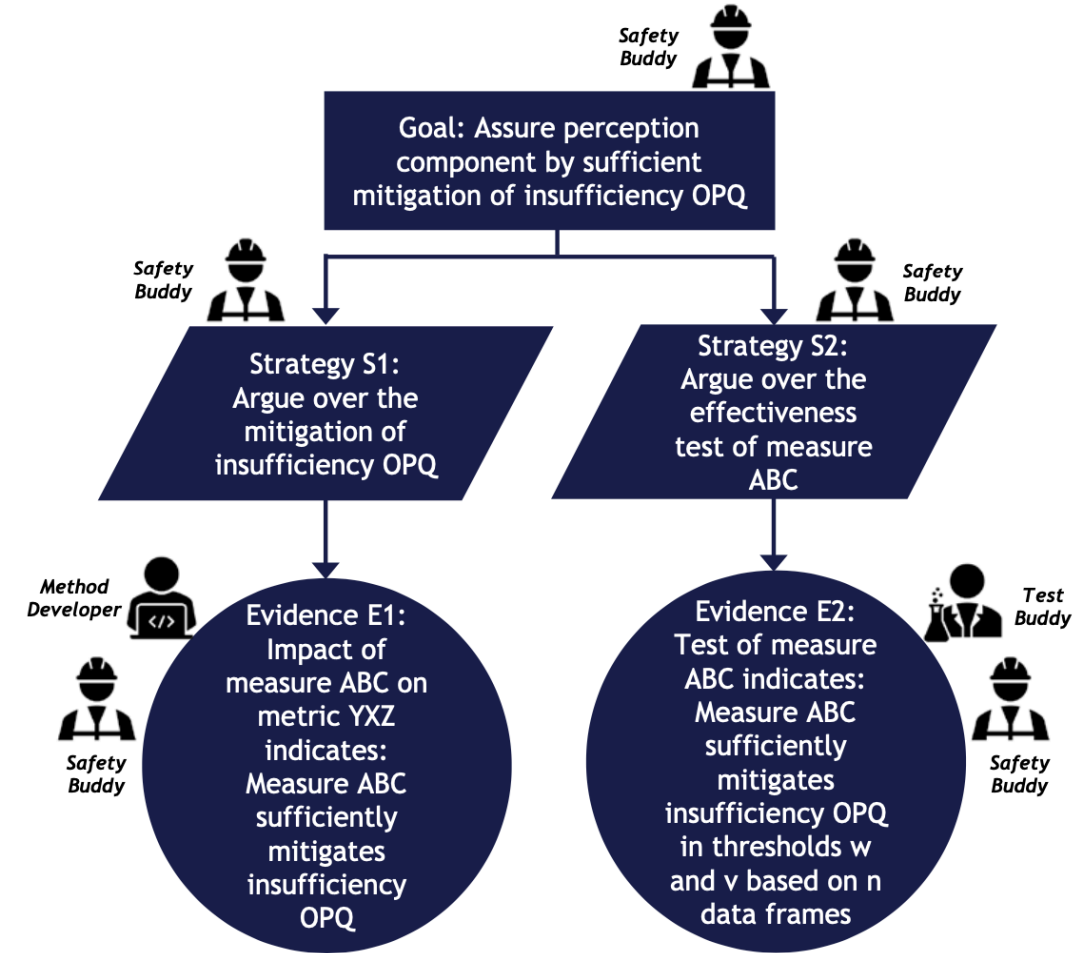 Safety
Buddy
Goal: Assure perception
component by sufficient
mitigation of insufficiency OPQ
Safety
Buddy
Safety
Buddy
Strategy S1:
Argue over the
mitigation of
insufficiency OPQ
Strategy S2:
Argue over the
effectiveness
test of measure
ABC
Method
Developer
</>
Safety
Buddy
Evidence E1:
Impact of
measure ABC on
metric YXZ
indicates:
Measure ABC
sufficiently
mitigates
insufficiency
OPQ
Evidence E2:
Test of measure
ABC indicates:
Measure ABC
sufficiently
mitigates
insufficiency OPQ
in thresholds w
and v based on n
data frames
Test
Buddy
Safety
Buddy